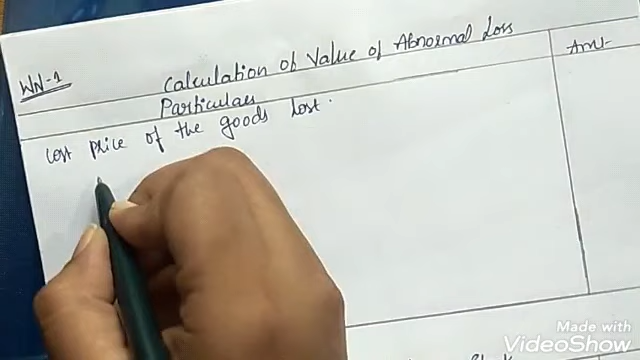 WN-1
Calculation of Value of Abnormal Loss
Particulars
Amt
Cost price of the goods lost.
Made with
VideoShow